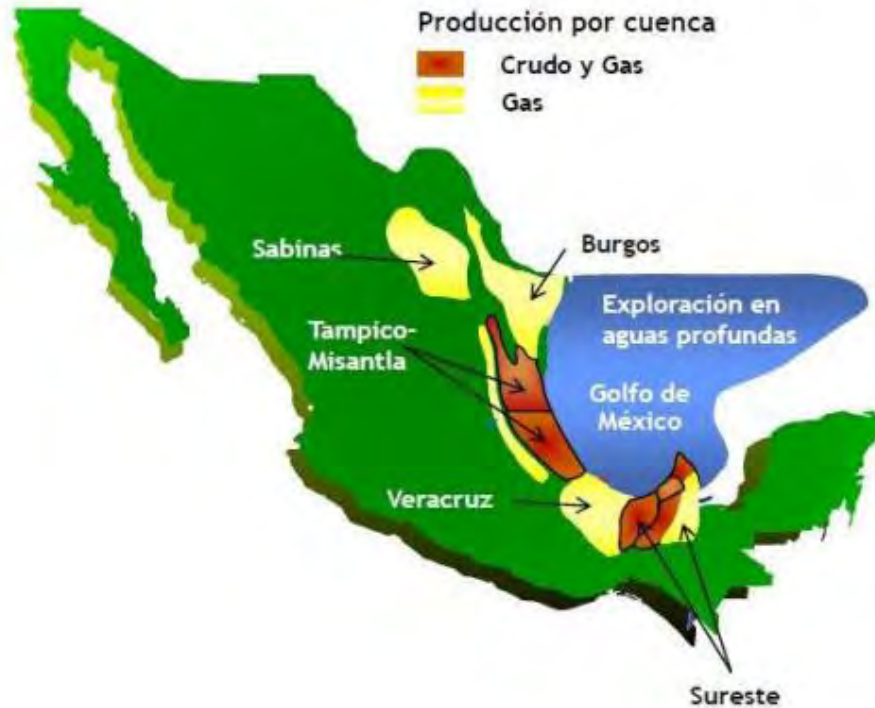 Producción por cuenca
Crudo y Gas
Gas
Sabinas
Burgos
Exploración en
aguas profundas
Tampico-
Misantla
Golfo de
México
Veracruz
Sureste